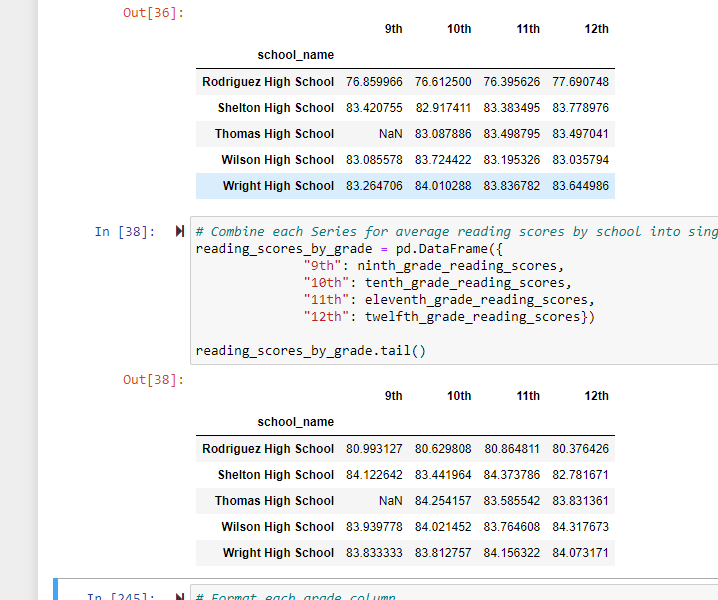 Out[36]:
9th 10th 11th 12th
school_name
Rodriguez High School 76.859966 76.612500 76.395626 77.690748
Shelton High School 83.420755 82.917411 83.383495 83.778976
Thomas High School NaN 83.087886 83.498795 83.497041
Wilson High School 83.085578 83.724422 83.195326 83.035794
Wright High School 83.264706 84.010288 83.836782 83.644986
In [38]: # Combine each Series for average reading scores by school into sing
reading_scores_by_grade = pd.DataFrame({
"9th": ninth_grade_reading_scores,
"10th": tenth_grade_reading_scores,
"11th": eleventh_grade_reading_scores,
"12th": twelfth_grade_reading_scores})
reading_scores_by_grade.tail()
Out[38]:
9th 10th 11th 12th
school_name
Rodriguez High School 80.993127 80.629808 80.864811 80.376426
Shelton High School 84.122642 83.441964 84.373786 82.781671
Thomas High School NaN 84.254157 83.585542 83.831361
Wilson High School 83.939778 84.021452 83.764608 84.317673
Wright High School 83.833333 83.812757 84.156322 84.073171
In [245]: # Format each grade column